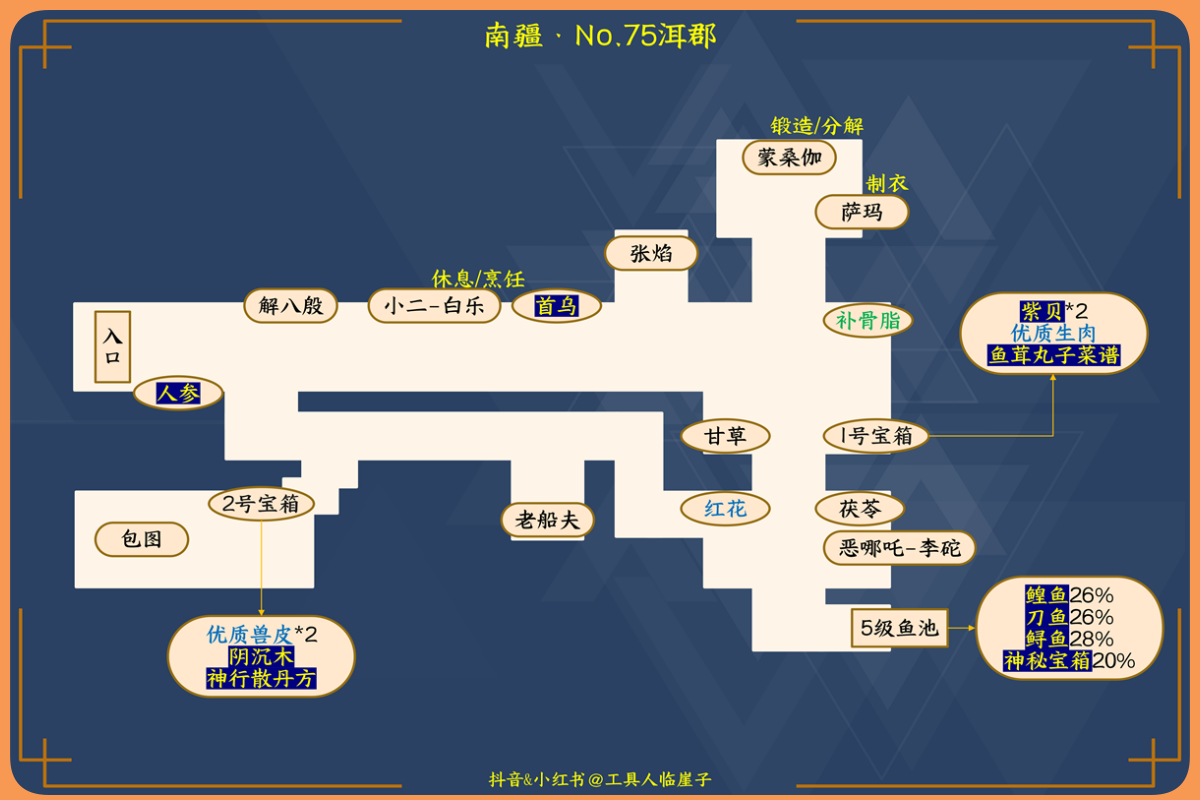 南疆·No.75洱郡
锻造/分解
蒙桑伽
制衣
萨玛
张焰
休息/烹饪
解八殷
小二-白乐
首乌
补骨脂
入口
人参
紫贝*2
优质生肉
鱼茸丸子菜谱
甘草
1号宝箱
2号宝箱
红花
茯苓
老船夫
包图
恶哪吒-李砣
5级鱼池
鳇鱼26%
刀鱼26%
鲟鱼28%
神秘宝箱20%
优质兽皮*2
阴沉木
神行散丹方
抖音&小红书@工具人临崖子